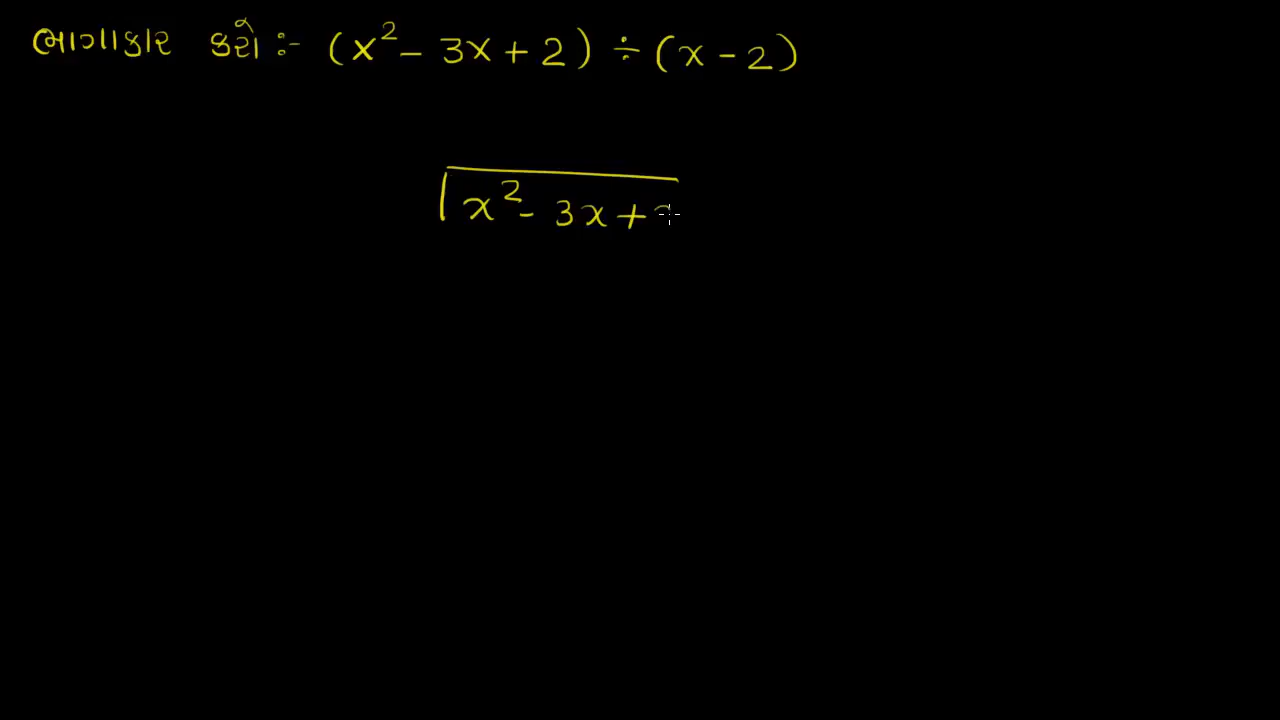 ભાગાકાર કરો :- (x² - 3x + 2) ÷ (x - 2)
x² - 3x +